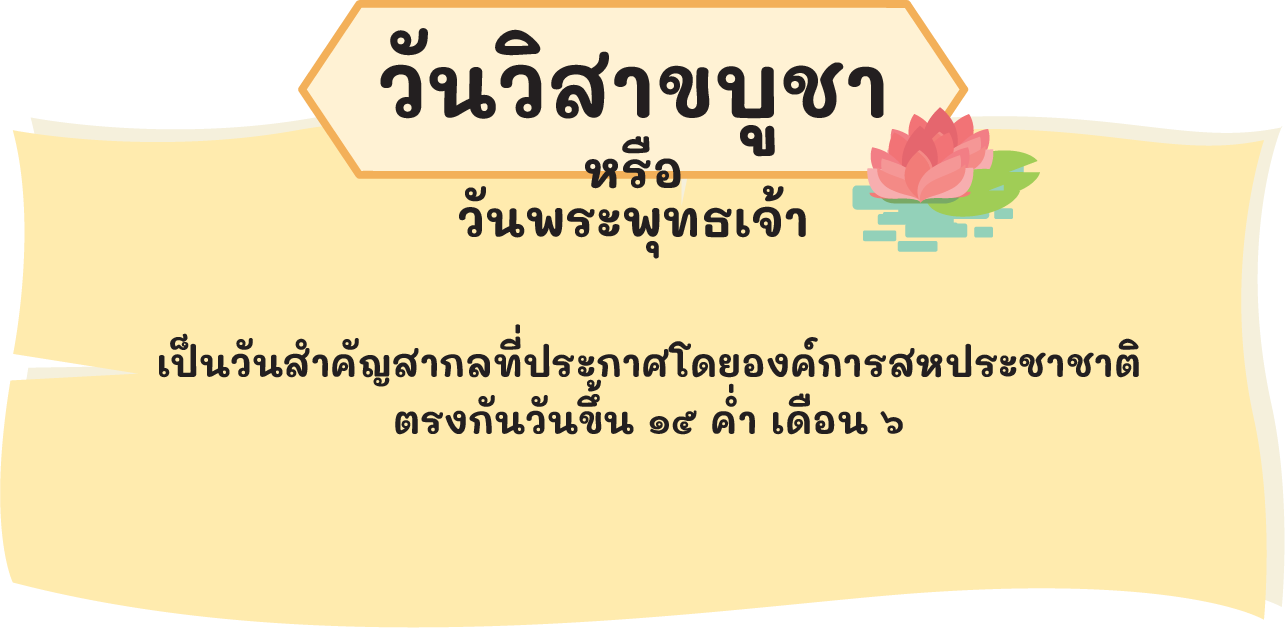 วันวิสาขบูชา
หรือ
วันพระพุทธเจ้า
เป็นวันสำคัญสากลที่ประกาศโดยองค์การสหประชาชาติ
ตรงกันวันขึ้น ๑๕ ค่ำ เดือน ๖